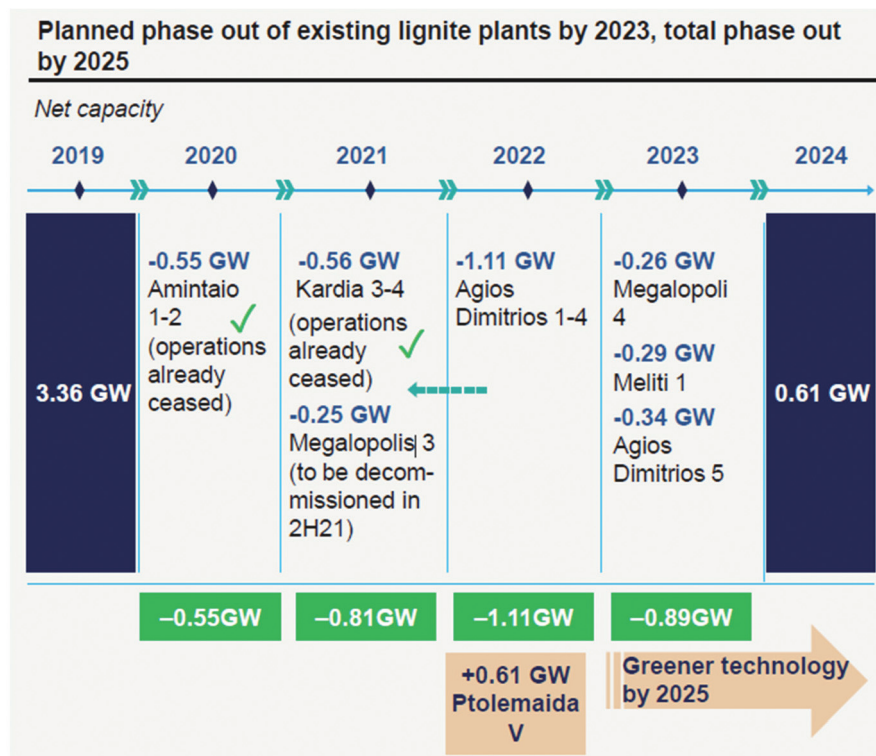 Planned phase out of existing lignite plants by 2023, total phase out
by 2025
Net capacity
2019
2020
2021
2022
2023
2024
3.36 GW
-0.55 GW
Amintaio
1-2
(operations
already
ceased)
-0.56 GW
Kardia 3-4
(operations
already
ceased)
-0.25 GW
Megalopolis 3
(to be decom-
missioned in
2H21)
-1.11 GW
Agios
Dimitrios 1-4
-0.26 GW
Megalopoli
4
-0.29 GW
Meliti 1
-0.34 GW
Agios
Dimitrios 5
0.61 GW
–0.55GW
–0.81GW
–1.11GW
–0.89GW
+0.61 GW
Ptolemaida
V
Greener technology
by 2025